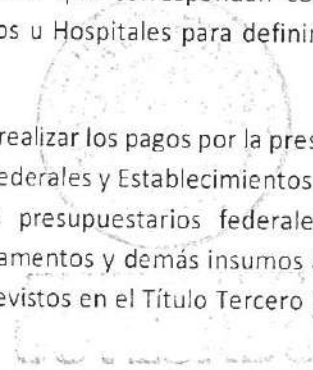 os u Hospitales para definir
realizar los pagos por la pres
ederales y Establecimientos
presupuestarios federale
amentos y demás insumos
evistos en el Título Tercero